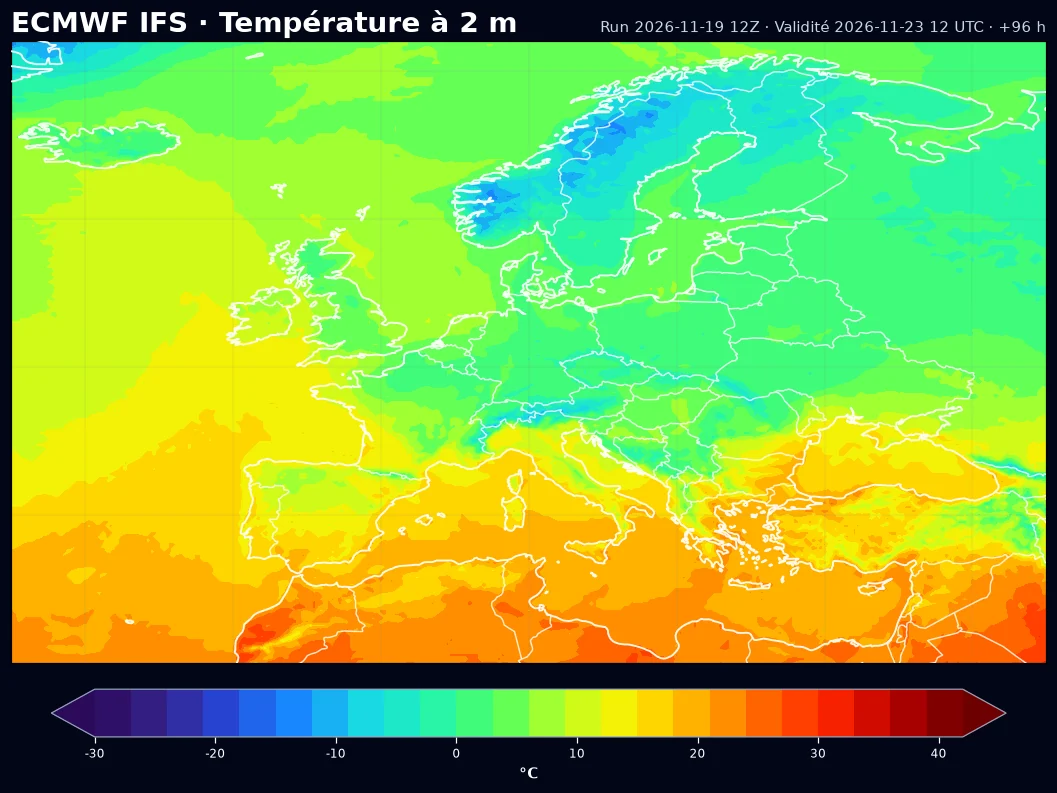 ECMWF IFS · Température à 2 m
Run 2026-11-19 12Z · Validité 2026-11-23 12 UTC · +96 h
-30 -20 -10 0 10 20 30 40
°C